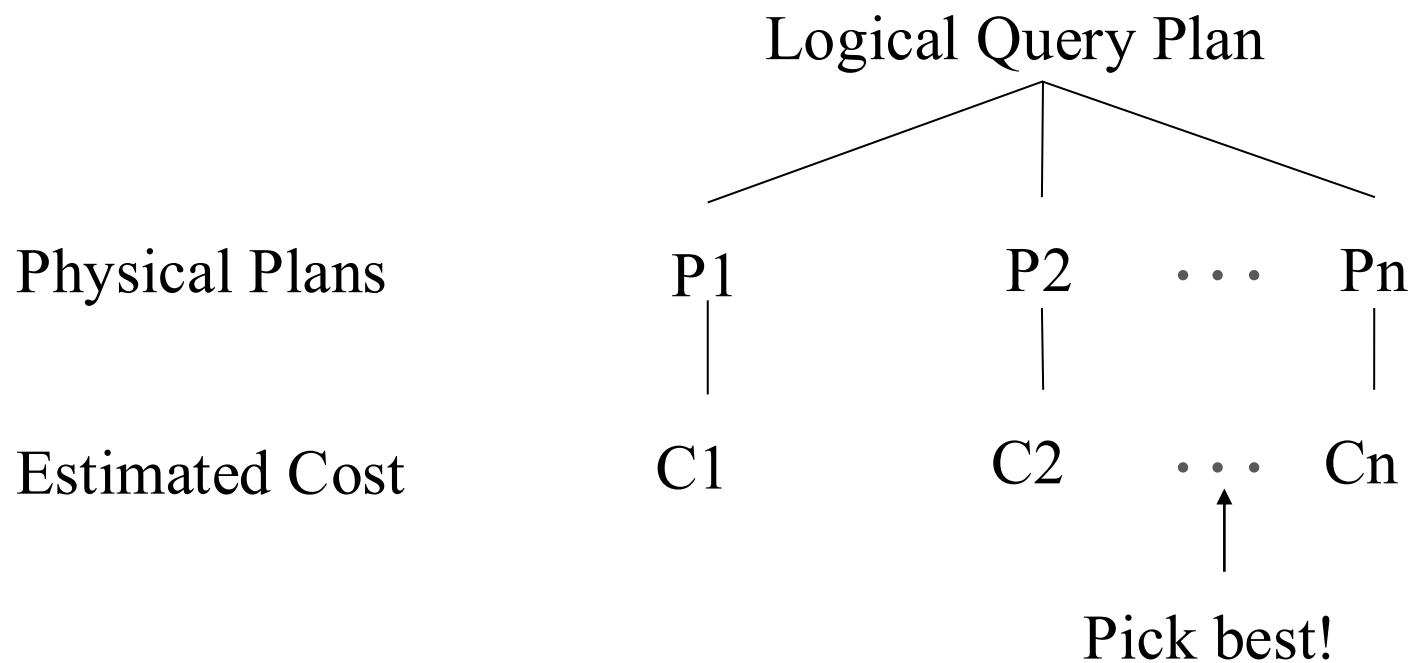 Logical Query Plan
Physical Plans P1 P2 ... Pn
Estimated Cost C1 C2 ... Cn
Pick best!